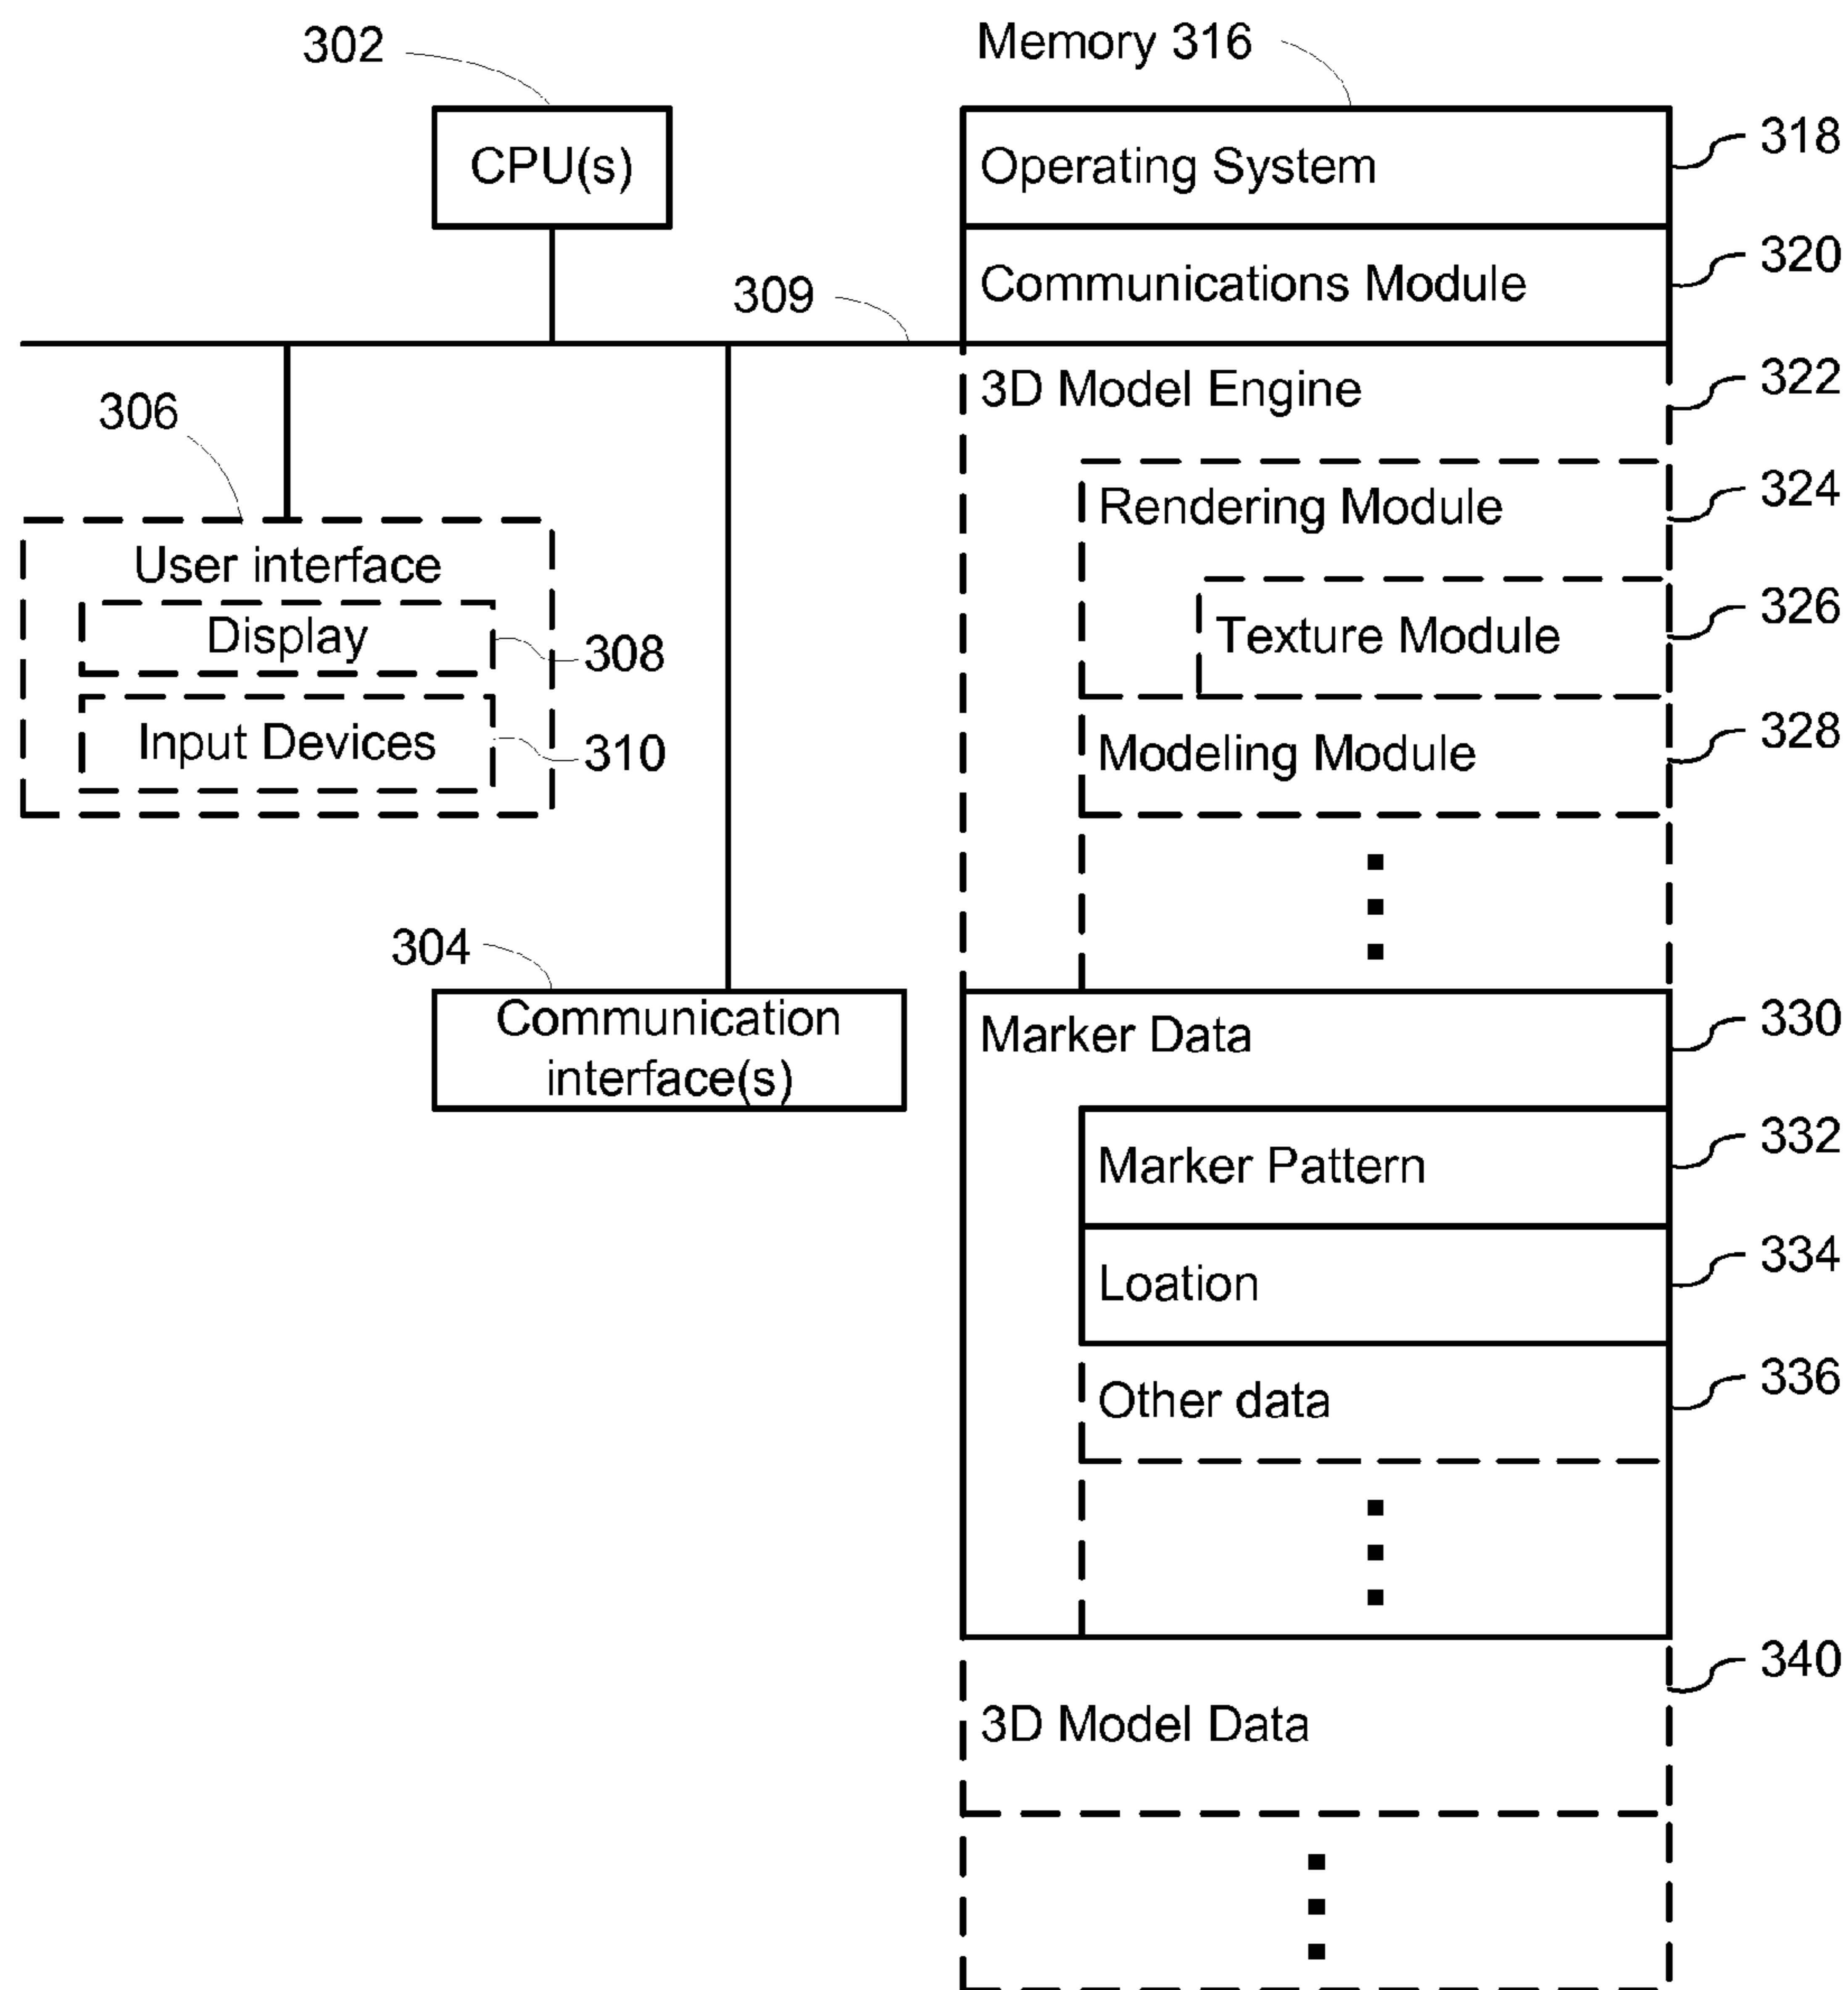 302
Memory 316
CPU(s)
Operating System
318
Communications Module
320
309
3D Model Engine
322
306
Rendering Module
324
User interface
Display
308
Texture Module
326
Input Devices
310
Modeling Module
328
304
Communication
interface(s)
Marker Data
330
Marker Pattern
332
Loation
334
Other data
336
3D Model Data
340